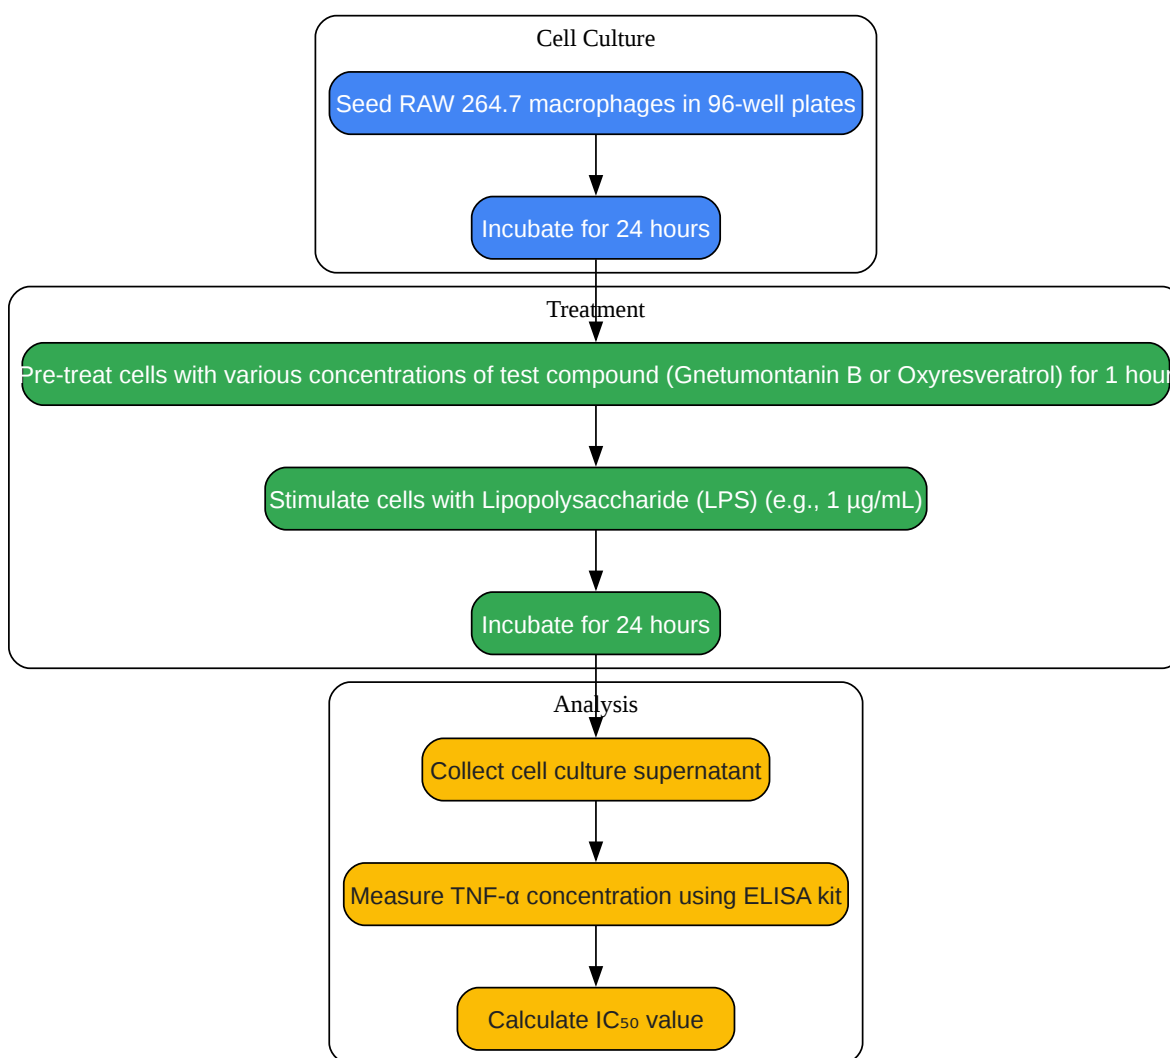 Cell Culture
Seed RAW 264.7 macrophages in 96-well plates
Incubate for 24 hours
Treatment
Pre-treat cells with various concentrations of test compound (Gnetumontanin B or Oxyresveratrol) for 1 hour
Stimulate cells with Lipopolysaccharide (LPS) (e.g., 1 µg/mL)
Incubate for 24 hours
Analysis
Collect cell culture supernatant
Measure TNF-α concentration using ELISA kit
Calculate IC₅₀ value